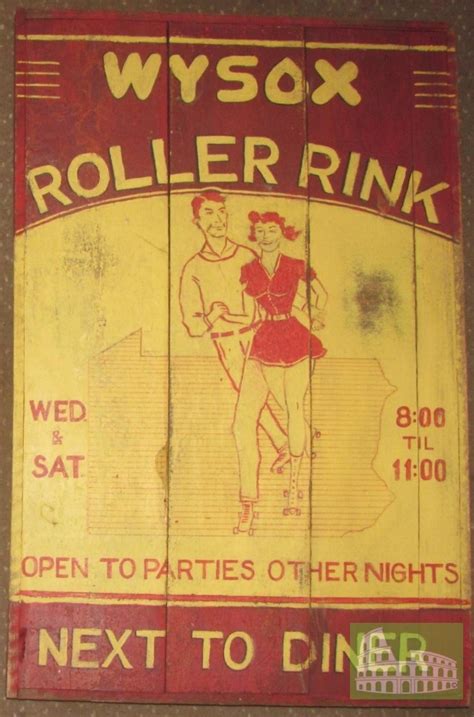 WYSOX
ROLLER RINK
WED.
&
SAT.
8:00
TIL
11:00
OPEN TO PARTIES OTHER NIGHTS
NEXT TO DINER